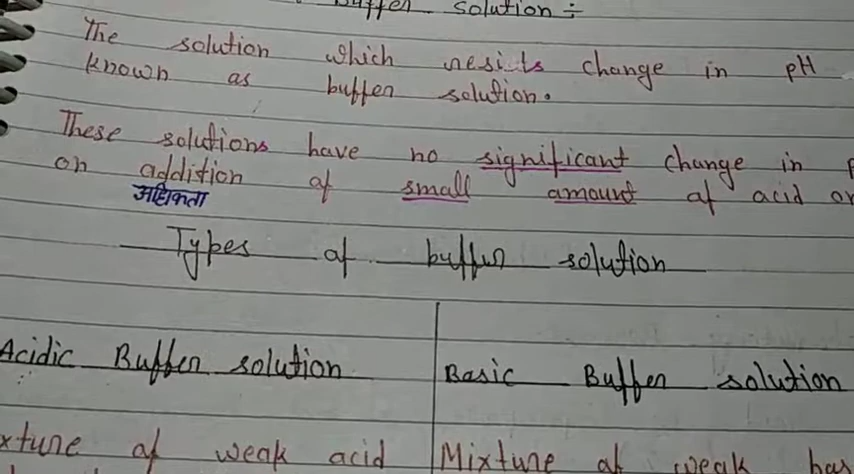 Buffer solution ÷
The solution which resists change in pH
known as buffer solution.
These solutions have no significant change in
on addition of small amount of acid or
अधिकता
Types of buffer solution
Acidic Buffer solution
Basic Buffer solution
xture of weak acid
Mixture of weak bas